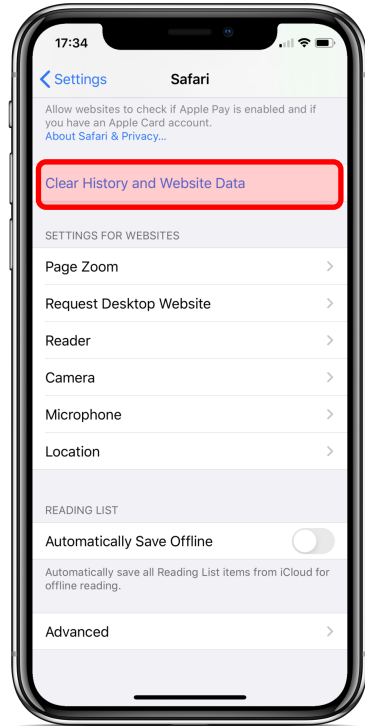 17:34
Settings
Safari
Allow websites to check if Apple Pay is enabled and if
you have an Apple Card account.
About Safari & Privacy...
Clear History and Website Data
SETTINGS FOR WEBSITES
Page Zoom
Request Desktop Website
Reader
Camera
Microphone
Location
READING LIST
Automatically Save Offline
Automatically save all Reading List items from iCloud for
offline reading.
Advanced